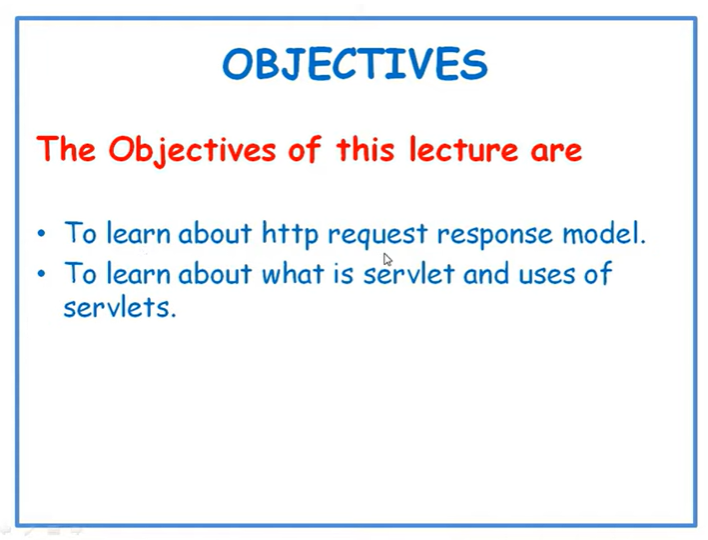 OBJECTIVES
The Objectives of this lecture are
• To learn about http request response model.
• To learn about what is servlet and uses of
servlets.